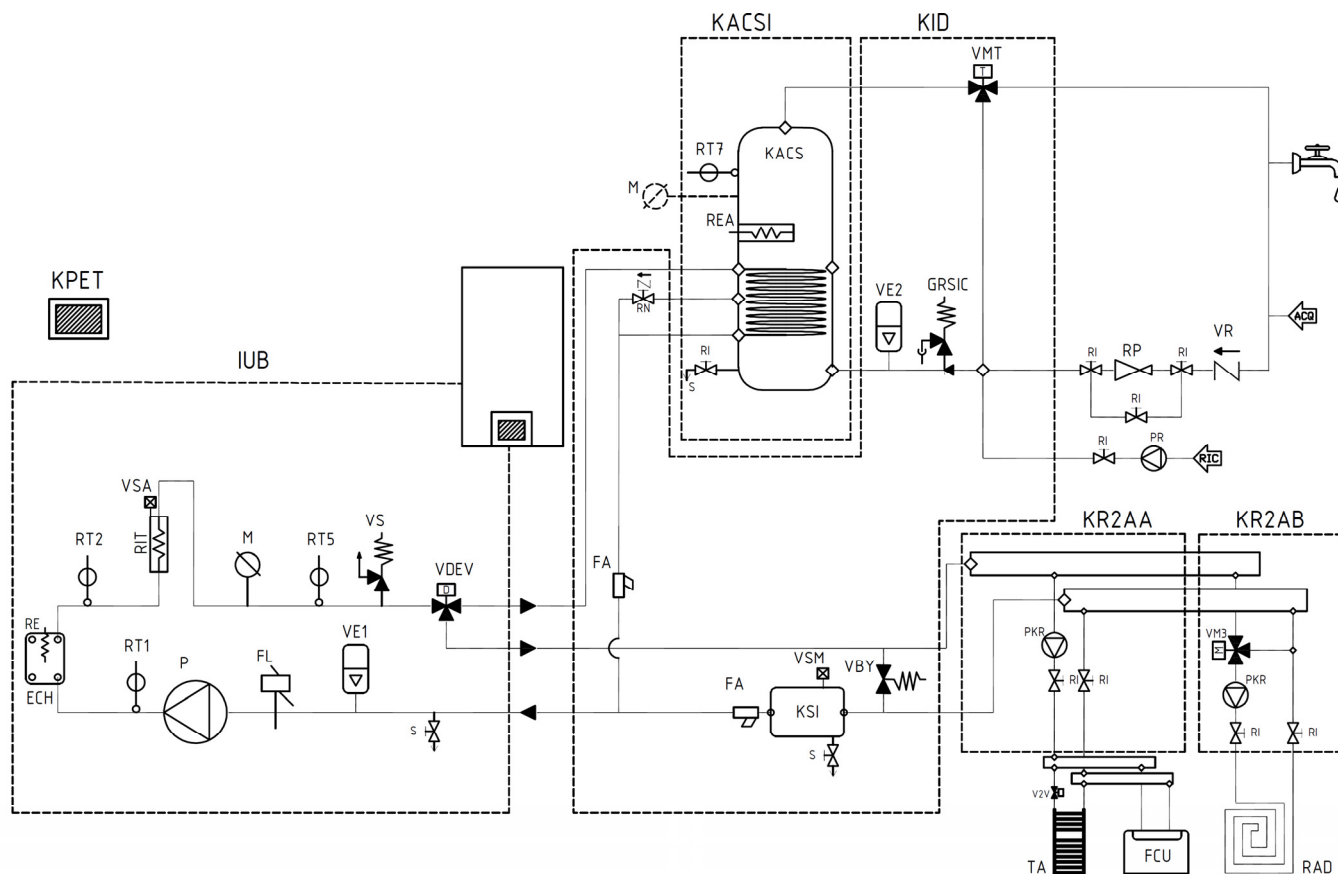 KACSI
KID
VMT
T
KACS
RT7
M
REA
RN
RI
S
VE2
GRSIC
RI
RP
RI
VR
ACQ
RI
RI
PR
RIC
KPET
IUB
VSA
RIT
RT2
M
RT5
VS
VDEV
D
FA
RE
ECH
RT1
P
FL
VE1
S
FA
VSM
KSI
S
VBY
KR2AA
KR2AB
PKR
RI
RI
VM3
M
PKR
RI
RI
V2V
TA
FCU
RAD